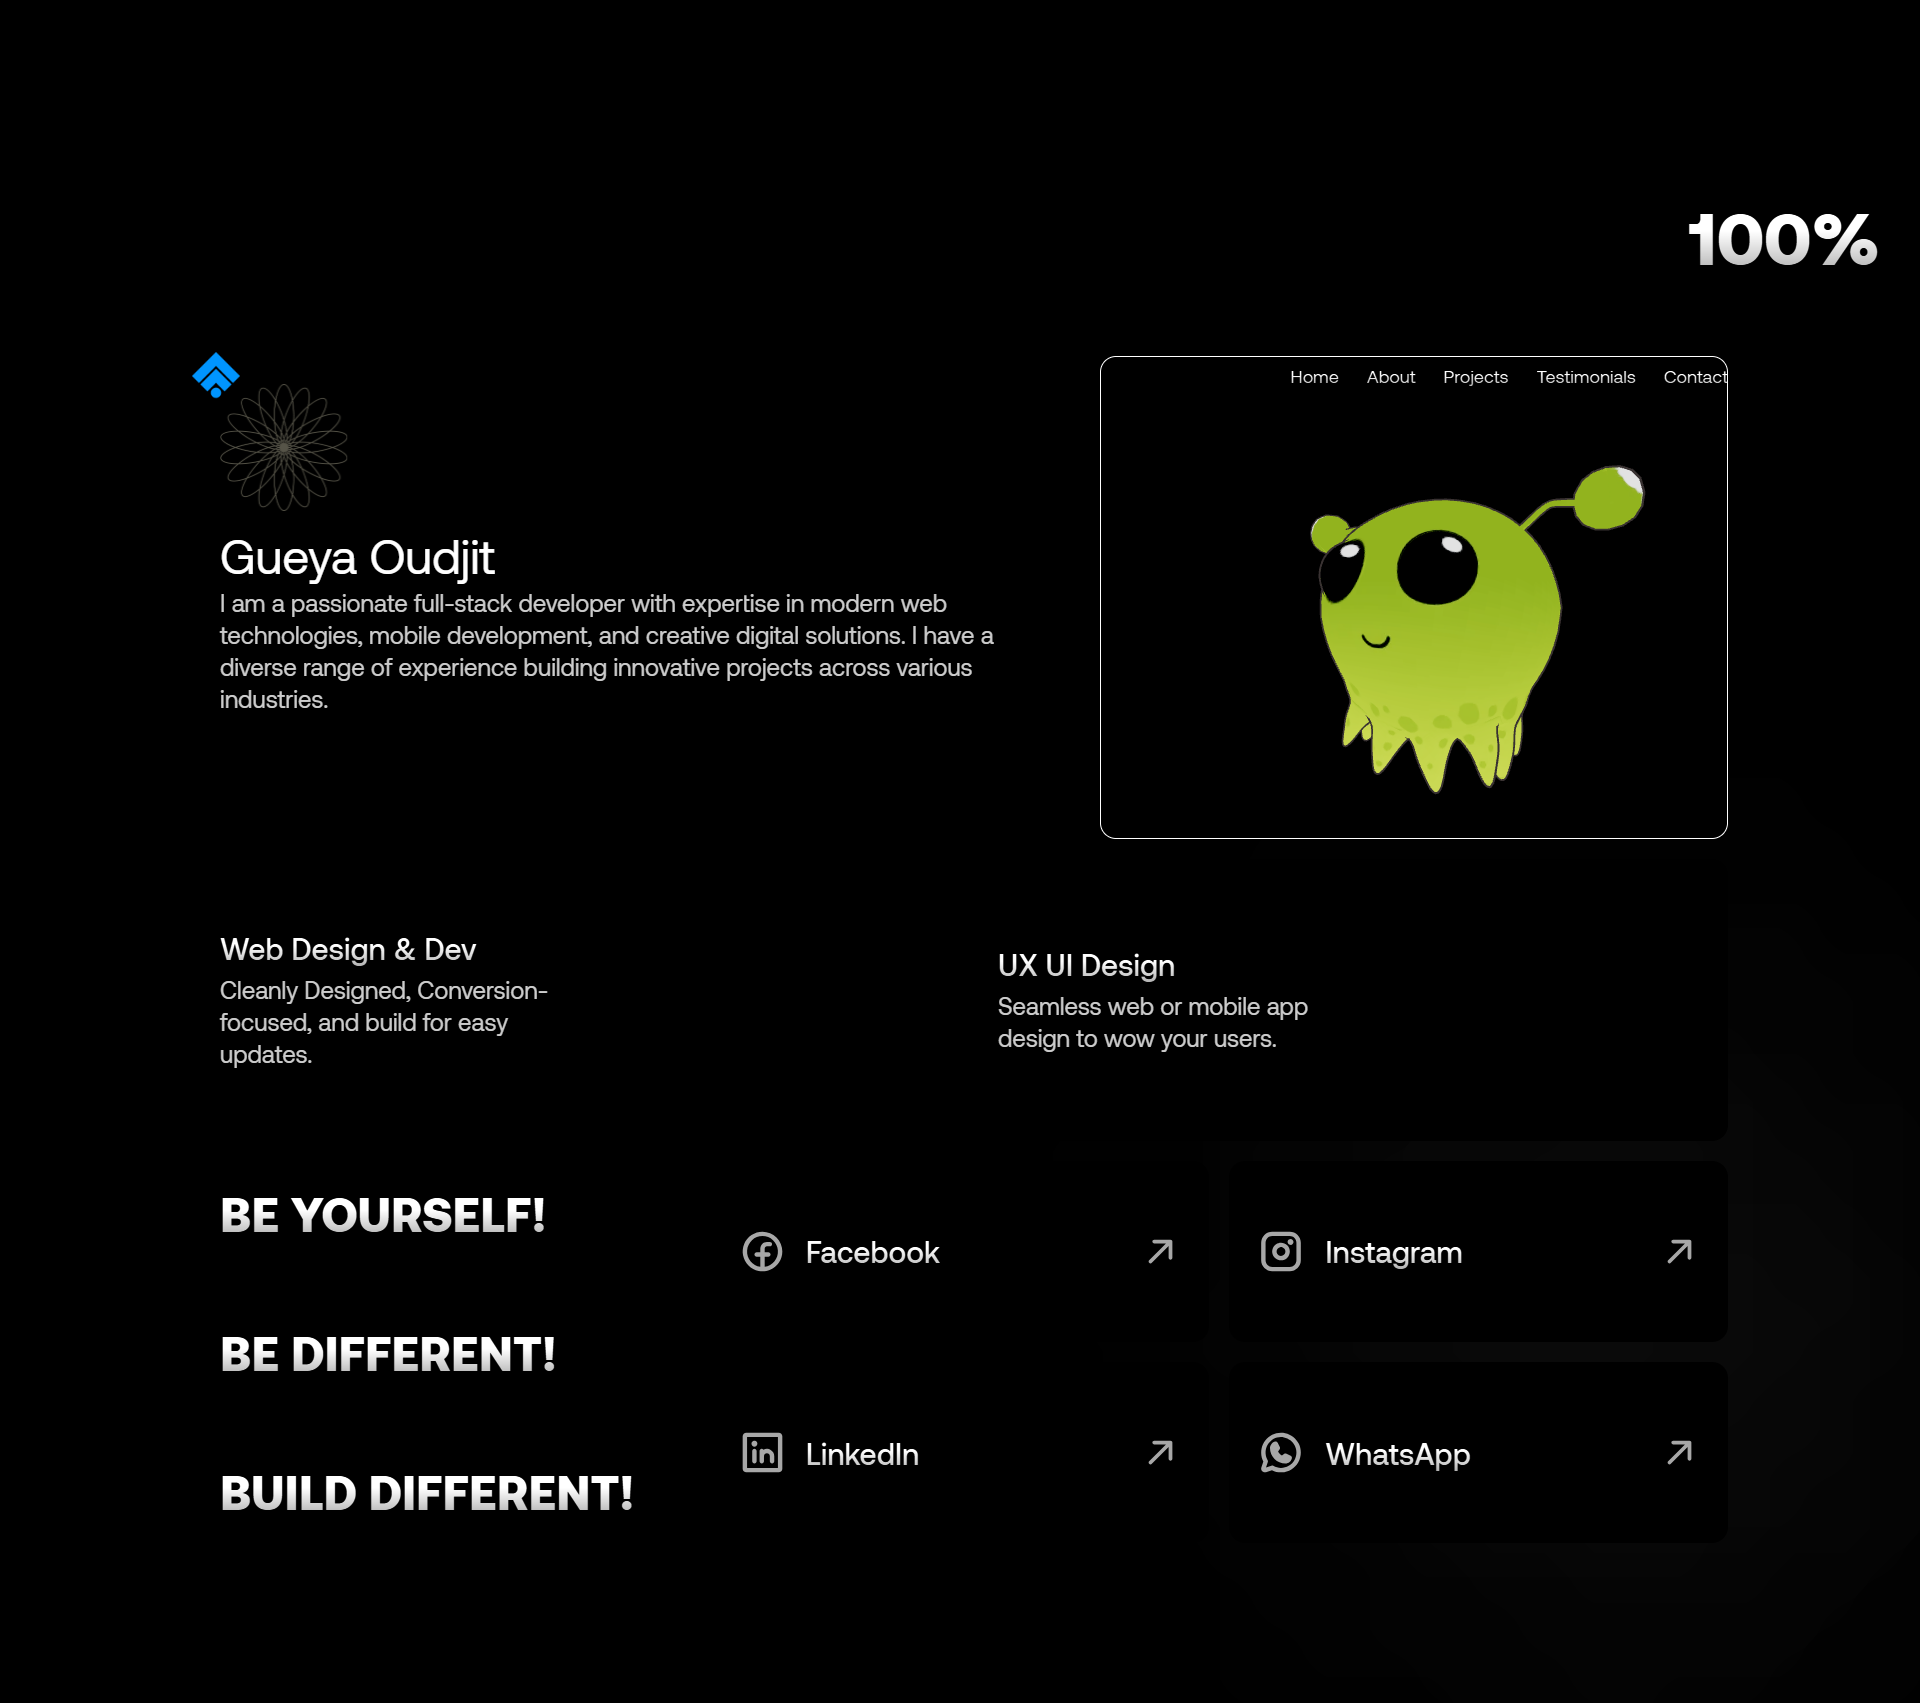 100%
Home About Projects Testimonials Contact
Gueya Oudjit
I am a passionate full-stack developer with expertise in modern web
technologies, mobile development, and creative digital solutions. I have a
diverse range of experience building innovative projects across various
industries.
Web Design & Dev
Cleanly Designed, Conversion-
focused, and build for easy
updates.
UX UI Design
Seamless web or mobile app
design to wow your users.
BE YOURSELF!
BE DIFFERENT!
BUILD DIFFERENT!
Facebook
Instagram
LinkedIn
WhatsApp